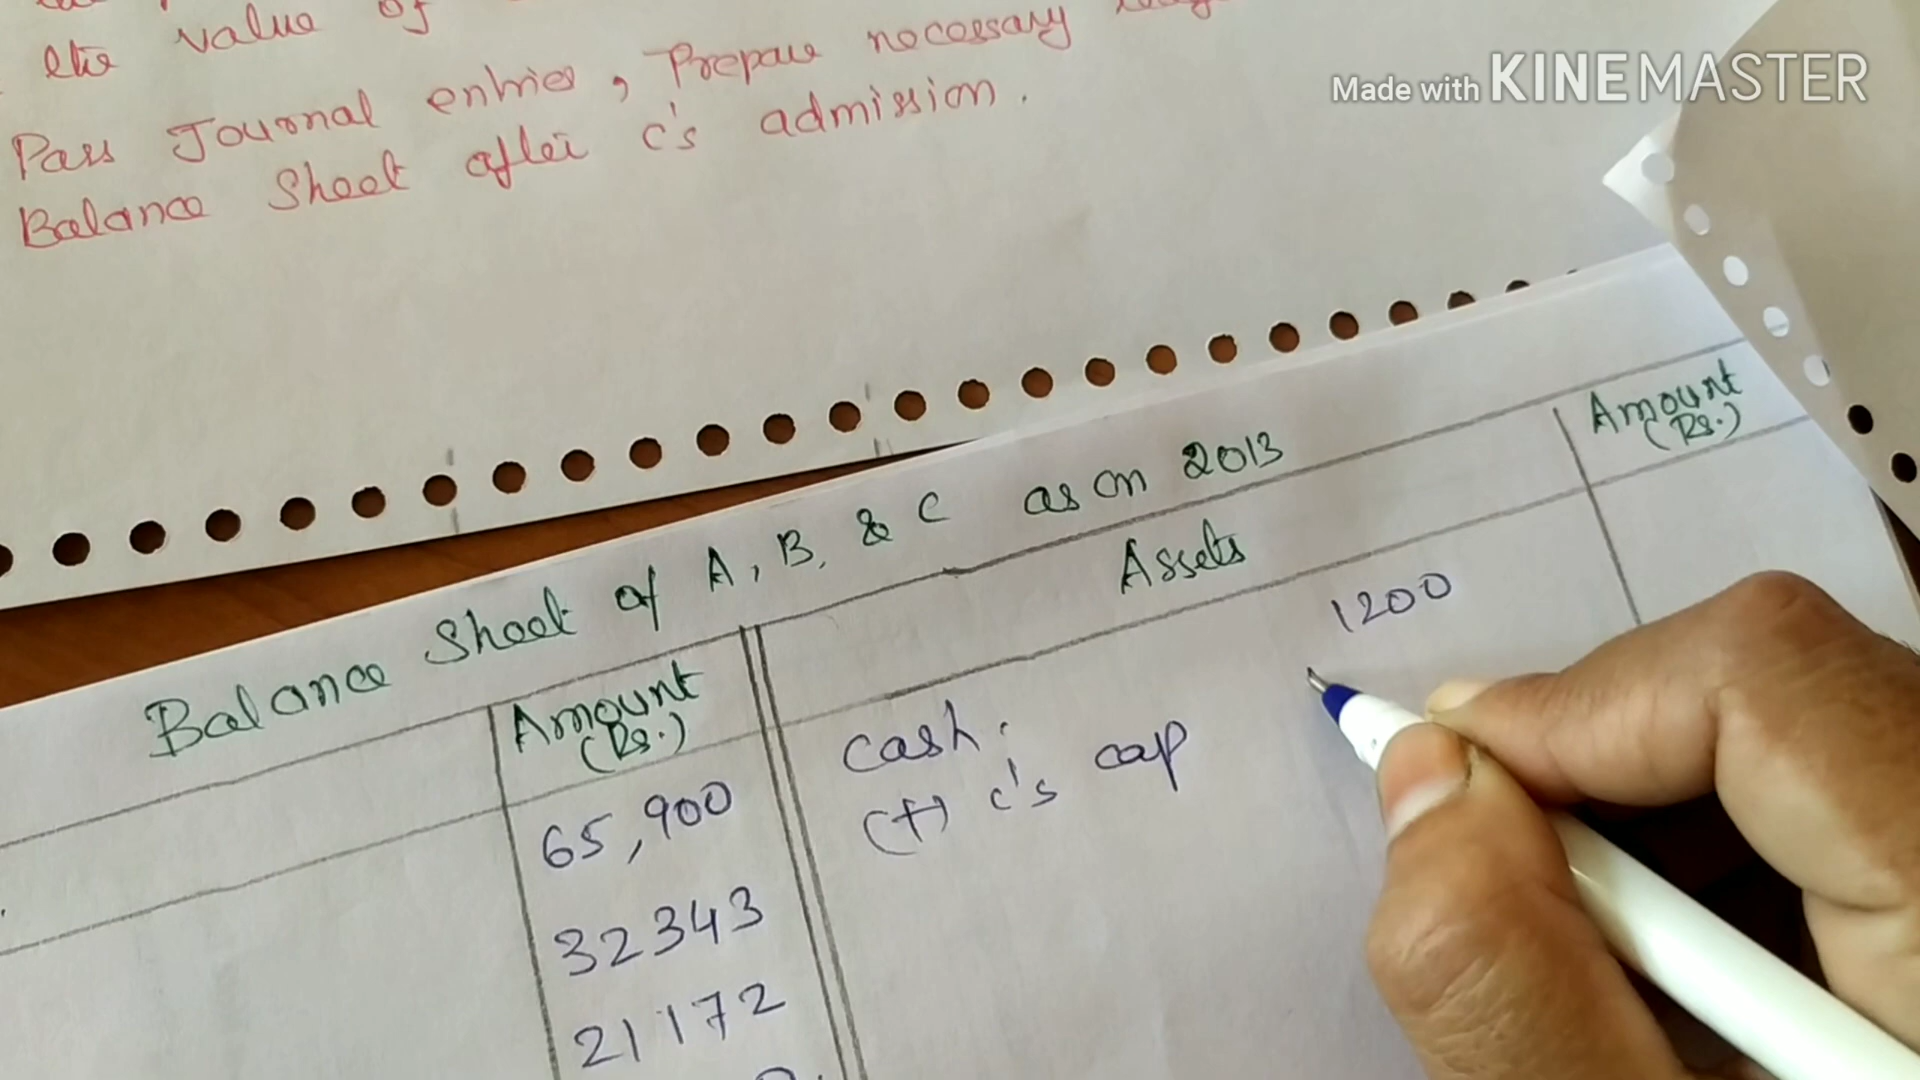 the value of
Pass Journal entries, Prepare necessary
Balance Sheet after c's admission.
Made with KINEMASTER
Balance Sheet of A, B, & C as on 2013
Amount (Rs.) Assets Amount (Rs.)
65,900 Cash. 1200
(+) c's cap
32343
21172